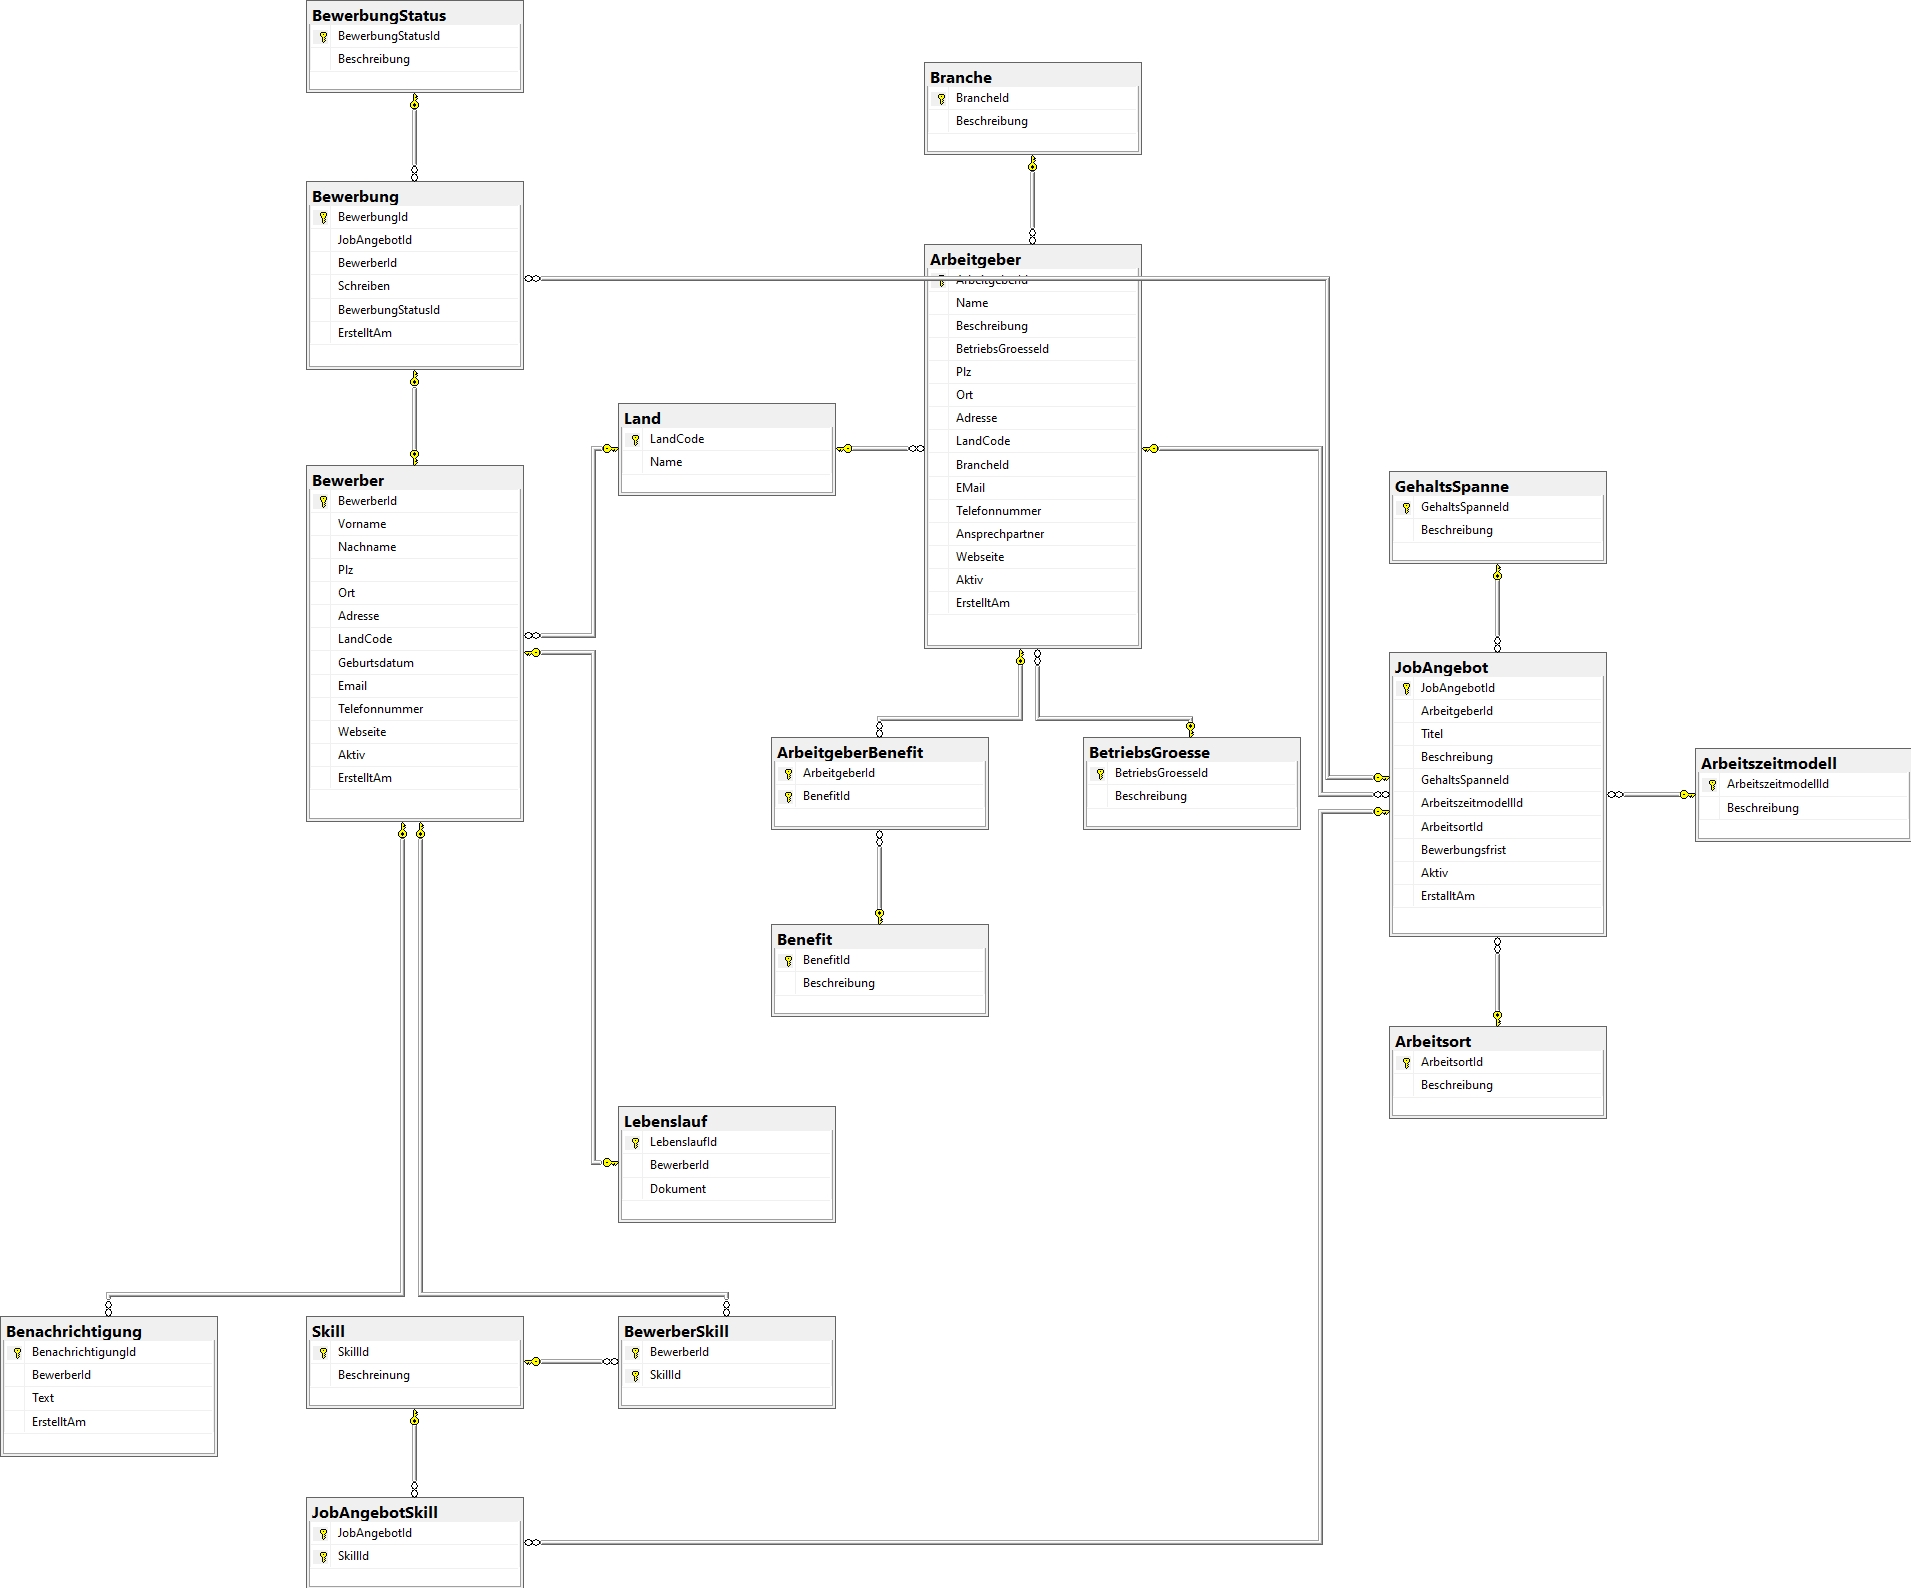 BewerbungStatus
BewerbungStatusId
Beschreibung
Branche
BrancheId
Beschreibung
Bewerbung
BewerbungId
JobAngebotId
BewerberId
Schreiben
BewerbungStatusId
ErstelltAm
Arbeitgeber
ArbeitgeberId
Name
Beschreibung
BetriebsGroesseId
Plz
Ort
Adresse
LandCode
BrancheId
EMail
Telefonnummer
Ansprechpartner
Webseite
Aktiv
ErstelltAm
Land
LandCode
Name
Bewerber
BewerberId
Vorname
Nachname
Plz
Ort
Adresse
LandCode
Geburtsdatum
Email
Telefonnummer
Webseite
Aktiv
ErstelltAm
GehaltsSpanne
GehaltsSpanneId
Beschreibung
JobAngebot
JobAngebotId
ArbeitgeberId
Titel
Beschreibung
GehaltsSpanneId
ArbeitszeitmodellId
ArbeitsortId
Bewerbungsfrist
Aktiv
ErstalltAm
ArbeitgeberBenefit
ArbeitgeberId
BenefitId
BetriebsGroesse
BetriebsGroesseId
Beschreibung
Arbeitszeitmodell
ArbeitszeitmodellId
Beschreibung
Benefit
BenefitId
Beschreibung
Arbeitsort
ArbeitsortId
Beschreibung
Lebenslauf
LebenslaufId
BewerberId
Dokument
Benachrichtigung
BenachrichtigungId
BewerberId
Text
ErstelltAm
Skill
SkillId
Beschreinung
BewerberSkill
BewerberId
SkillId
JobAngebotSkill
JobAngebotId
SkillId